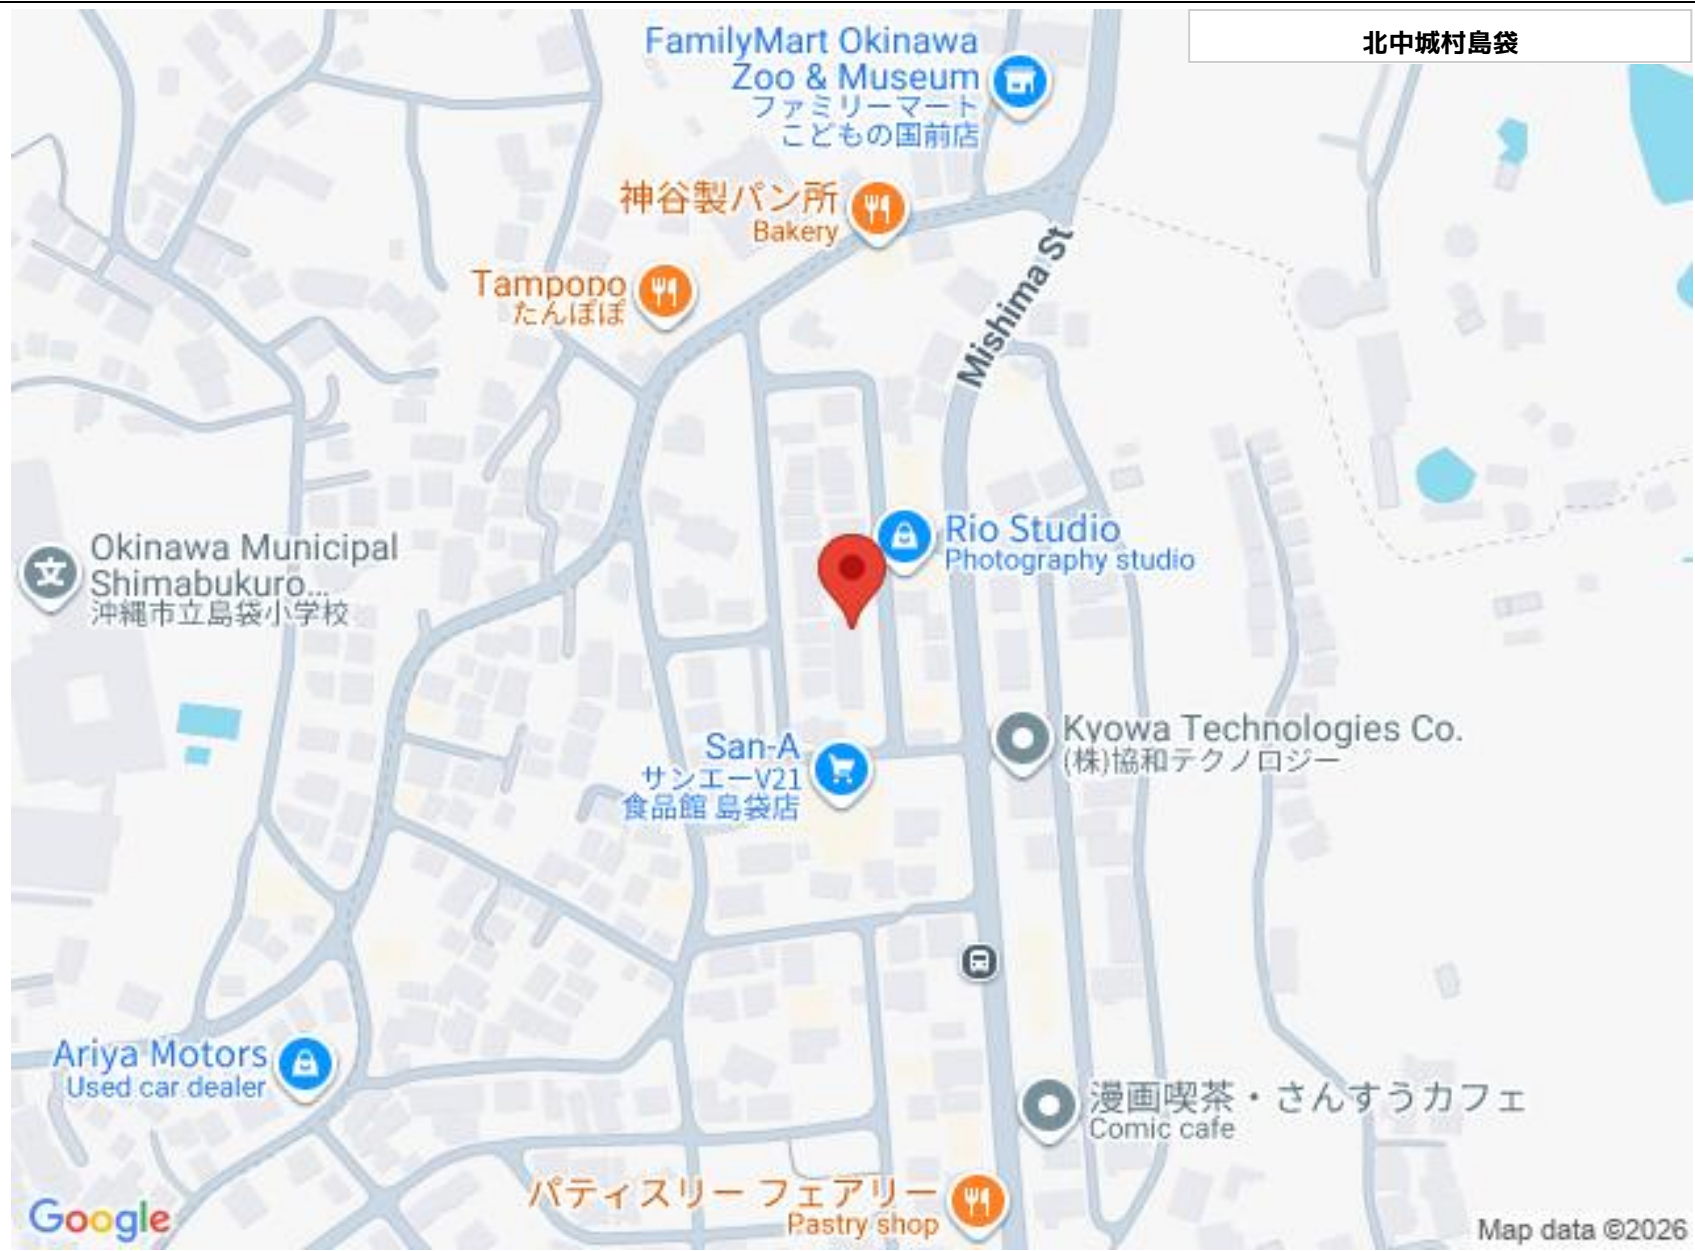 北中城村島袋
FamilyMart Okinawa
Zoo & Museum
ファミリーマート
こどもの国前店
神谷製パン所
Bakery
Mishima St
Tampopo
たんぽぽ
Rio Studio
Photography studio
Okinawa Municipal
Shimabukuro...
沖縄市立島袋小学校
San-A
サンエーV21
食品館 島袋店
Kyowa Technologies Co.
(株)協和テクノロジー
Ariya Motors
Used car dealer
漫画喫茶・さんすうカフェ
Comic cafe
パティスリー フェアリー
Pastry shop
Google
Map data ©2026